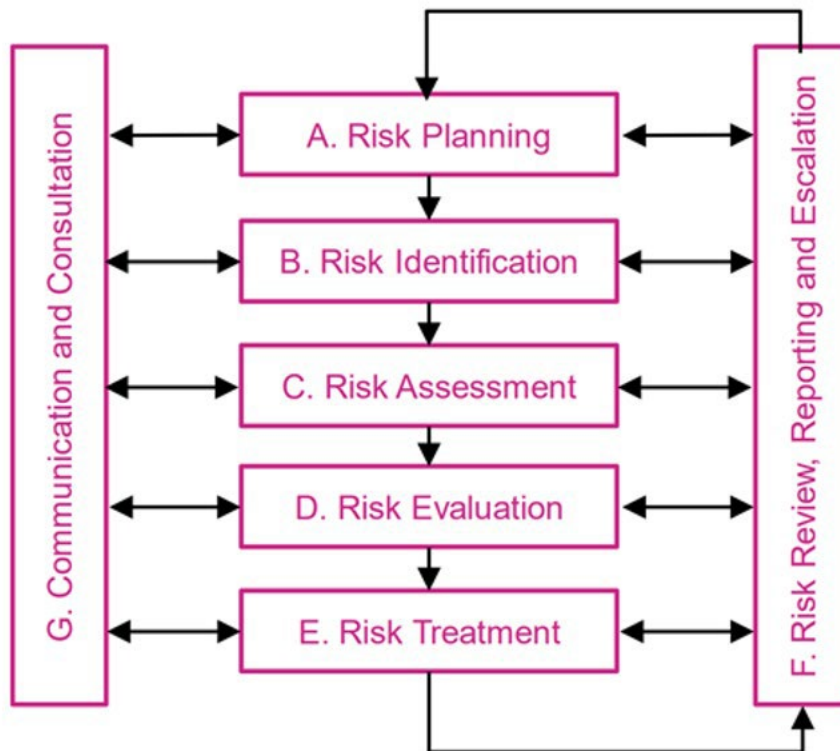 A. Risk Planning
B. Risk Identification
C. Risk Assessment
D. Risk Evaluation
E. Risk Treatment
F. Risk Review, Reporting and Escalation
G. Communication and Consultation